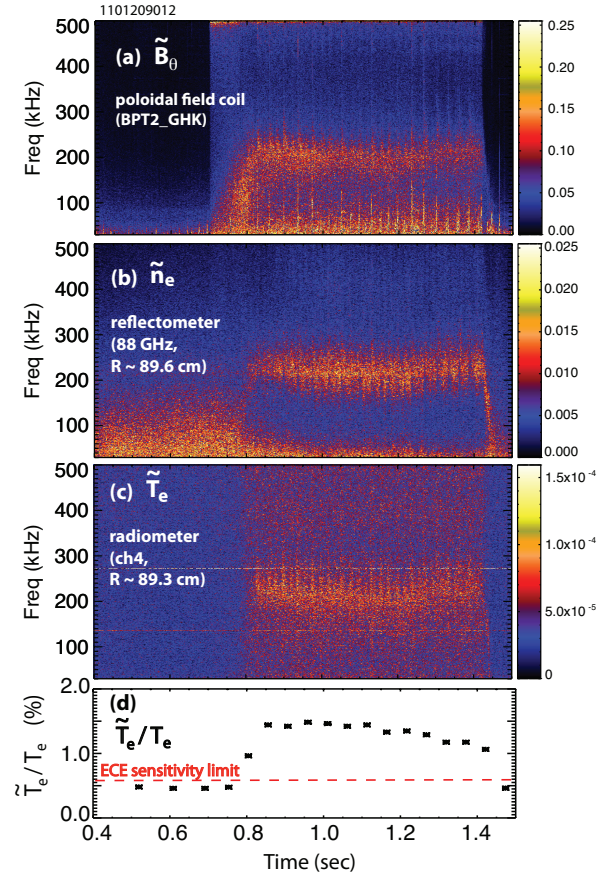 1101209012
500
400
300
200
100
Freq (kHz)
(a) B̃θ
poloidal field coil
(BPT2_GHK)
0.25
0.20
0.15
0.10
0.05
0.00
500
400
300
200
100
Freq (kHz)
(b) ñe
reflectometer
(88 GHz,
R ~ 89.6 cm)
0.025
0.020
0.015
0.010
0.005
0.000
500
400
300
200
100
Freq (kHz)
(c) T̃e
radiometer
(ch4,
R ~ 89.3 cm)
1.5x10⁻⁴
1.0x10⁻⁴
5.0x10⁻⁵
2.0
1.0
0.0
T̃e/Te (%)
(d)
T̃e/Te
ECE sensitivity limit
0.4 0.6 0.8 1.0 1.2 1.4
Time (sec)